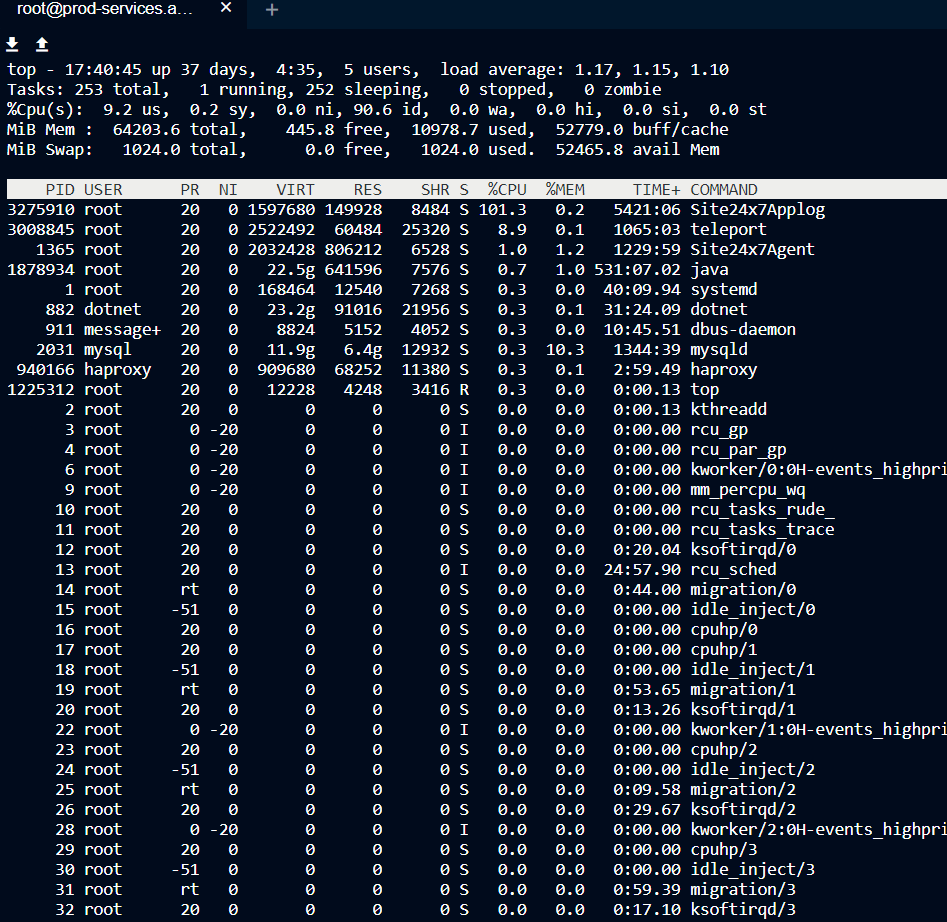 root@prod-services.a...
top - 17:40:45 up 37 days,  4:35,  5 users,  load average: 1.17, 1.15, 1.10
Tasks: 253 total,   1 running, 252 sleeping,   0 stopped,   0 zombie
%Cpu(s):  9.2 us,  0.2 sy,  0.0 ni, 90.6 id,  0.0 wa,  0.0 hi,  0.0 si,  0.0 st
MiB Mem :  64203.6 total,    445.8 free,  10978.7 used,  52779.0 buff/cache
MiB Swap:   1024.0 total,      0.0 free,   1024.0 used.  52465.8 avail Mem
PID USER      PR  NI    VIRT    RES    SHR S  %CPU  %MEM     TIME+ COMMAND
3275910 root      20   0 1597680 149928   8484 S 101.3   0.2   5421:06 Site24x7Applog
3008845 root      20   0 2522492  60484  25320 S   8.9   0.1   1065:03 teleport
1365 root      20   0 2032428 806212   6528 S   1.0   1.2   1229:59 Site24x7Agent
1878934 root      20   0   22.5g 641596   7576 S   0.7   1.0 531:07.02 java
1 root      20   0  168464  12540   7268 S   0.3   0.0  40:09.94 systemd
882 dotnet    20   0   23.2g  91016  21956 S   0.3   0.1  31:24.09 dotnet
911 message+  20   0    8824   5152   4052 S   0.3   0.0  10:45.51 dbus-daemon
2031 mysql     20   0   11.9g   6.4g  12932 S   0.3  10.3   1344:39 mysqld
940166 haproxy   20   0  909680  68252  11380 S   0.3   0.1   2:59.49 haproxy
1225312 root      20   0   12228   4248   3416 R   0.3   0.0   0:00.13 top
2 root      20   0       0      0      0 S   0.0   0.0   0:00.13 kthreadd
3 root       0 -20       0      0      0 I   0.0   0.0   0:00.00 rcu_gp
4 root       0 -20       0      0      0 I   0.0   0.0   0:00.00 rcu_par_gp
6 root       0 -20       0      0      0 I   0.0   0.0   0:00.00 kworker/0:0H-events_highpri
9 root       0 -20       0      0      0 I   0.0   0.0   0:00.00 mm_percpu_wq
10 root      20   0       0      0      0 S   0.0   0.0   0:00.00 rcu_tasks_rude_
11 root      20   0       0      0      0 S   0.0   0.0   0:00.00 rcu_tasks_trace
12 root      20   0       0      0      0 S   0.0   0.0   0:20.04 ksoftirqd/0
13 root      20   0       0      0      0 I   0.0   0.0  24:57.90 rcu_sched
14 root      rt   0       0      0      0 S   0.0   0.0   0:44.00 migration/0
15 root     -51   0       0      0      0 S   0.0   0.0   0:00.00 idle_inject/0
16 root      20   0       0      0      0 S   0.0   0.0   0:00.00 cpuhp/0
17 root      20   0       0      0      0 S   0.0   0.0   0:00.00 cpuhp/1
18 root     -51   0       0      0      0 S   0.0   0.0   0:00.00 idle_inject/1
19 root      rt   0       0      0      0 S   0.0   0.0   0:53.65 migration/1
20 root      20   0       0      0      0 S   0.0   0.0   0:13.26 ksoftirqd/1
22 root       0 -20       0      0      0 I   0.0   0.0   0:00.00 kworker/1:0H-events_highpri
23 root      20   0       0      0      0 S   0.0   0.0   0:00.00 cpuhp/2
24 root     -51   0       0      0      0 S   0.0   0.0   0:00.00 idle_inject/2
25 root      rt   0       0      0      0 S   0.0   0.0   0:09.58 migration/2
26 root      20   0       0      0      0 S   0.0   0.0   0:29.67 ksoftirqd/2
28 root       0 -20       0      0      0 I   0.0   0.0   0:00.00 kworker/2:0H-events_highpri
29 root      20   0       0      0      0 S   0.0   0.0   0:00.00 cpuhp/3
30 root     -51   0       0      0      0 S   0.0   0.0   0:00.00 idle_inject/3
31 root      rt   0       0      0      0 S   0.0   0.0   0:59.39 migration/3
32 root      20   0       0      0      0 S   0.0   0.0   0:17.10 ksoftirqd/3